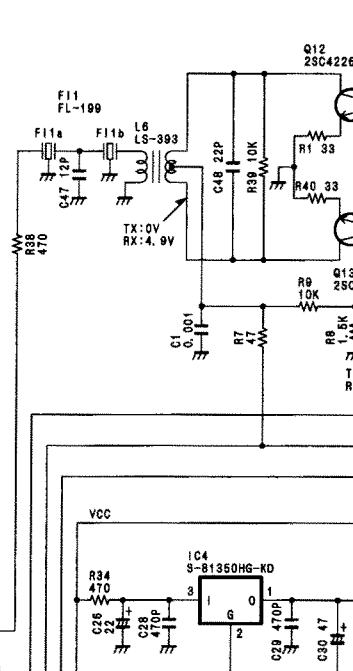 Q12
2SC4226
FI1
FL-199
FI1a
FI1b
L6
LS-393
C47 12P
R38
470
C48 22P
R39 10K
R1 33
R40 33
TX:0V
RX:4.9V
Q13
2SC
R9
10K
C1
0.001
R7
47
R8
1.5K
T
R
VCC
IC4
S-81350HG-KD
R34
470
3
I
O
1
G
2
C26
22
+
C28
470P
C29 470P
C30 47
+